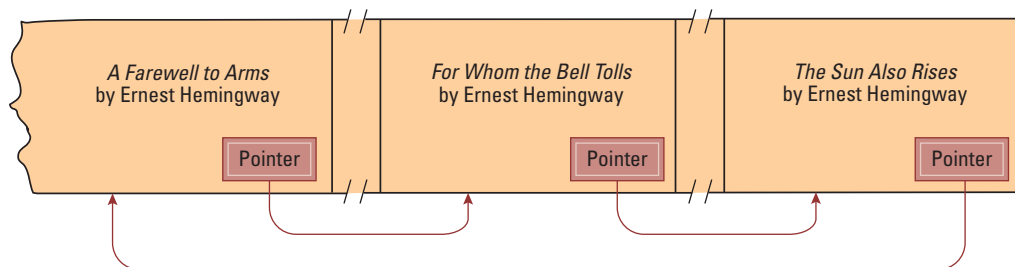 A Farewell to Arms
by Ernest Hemingway
Pointer
For Whom the Bell Tolls
by Ernest Hemingway
Pointer
The Sun Also Rises
by Ernest Hemingway
Pointer